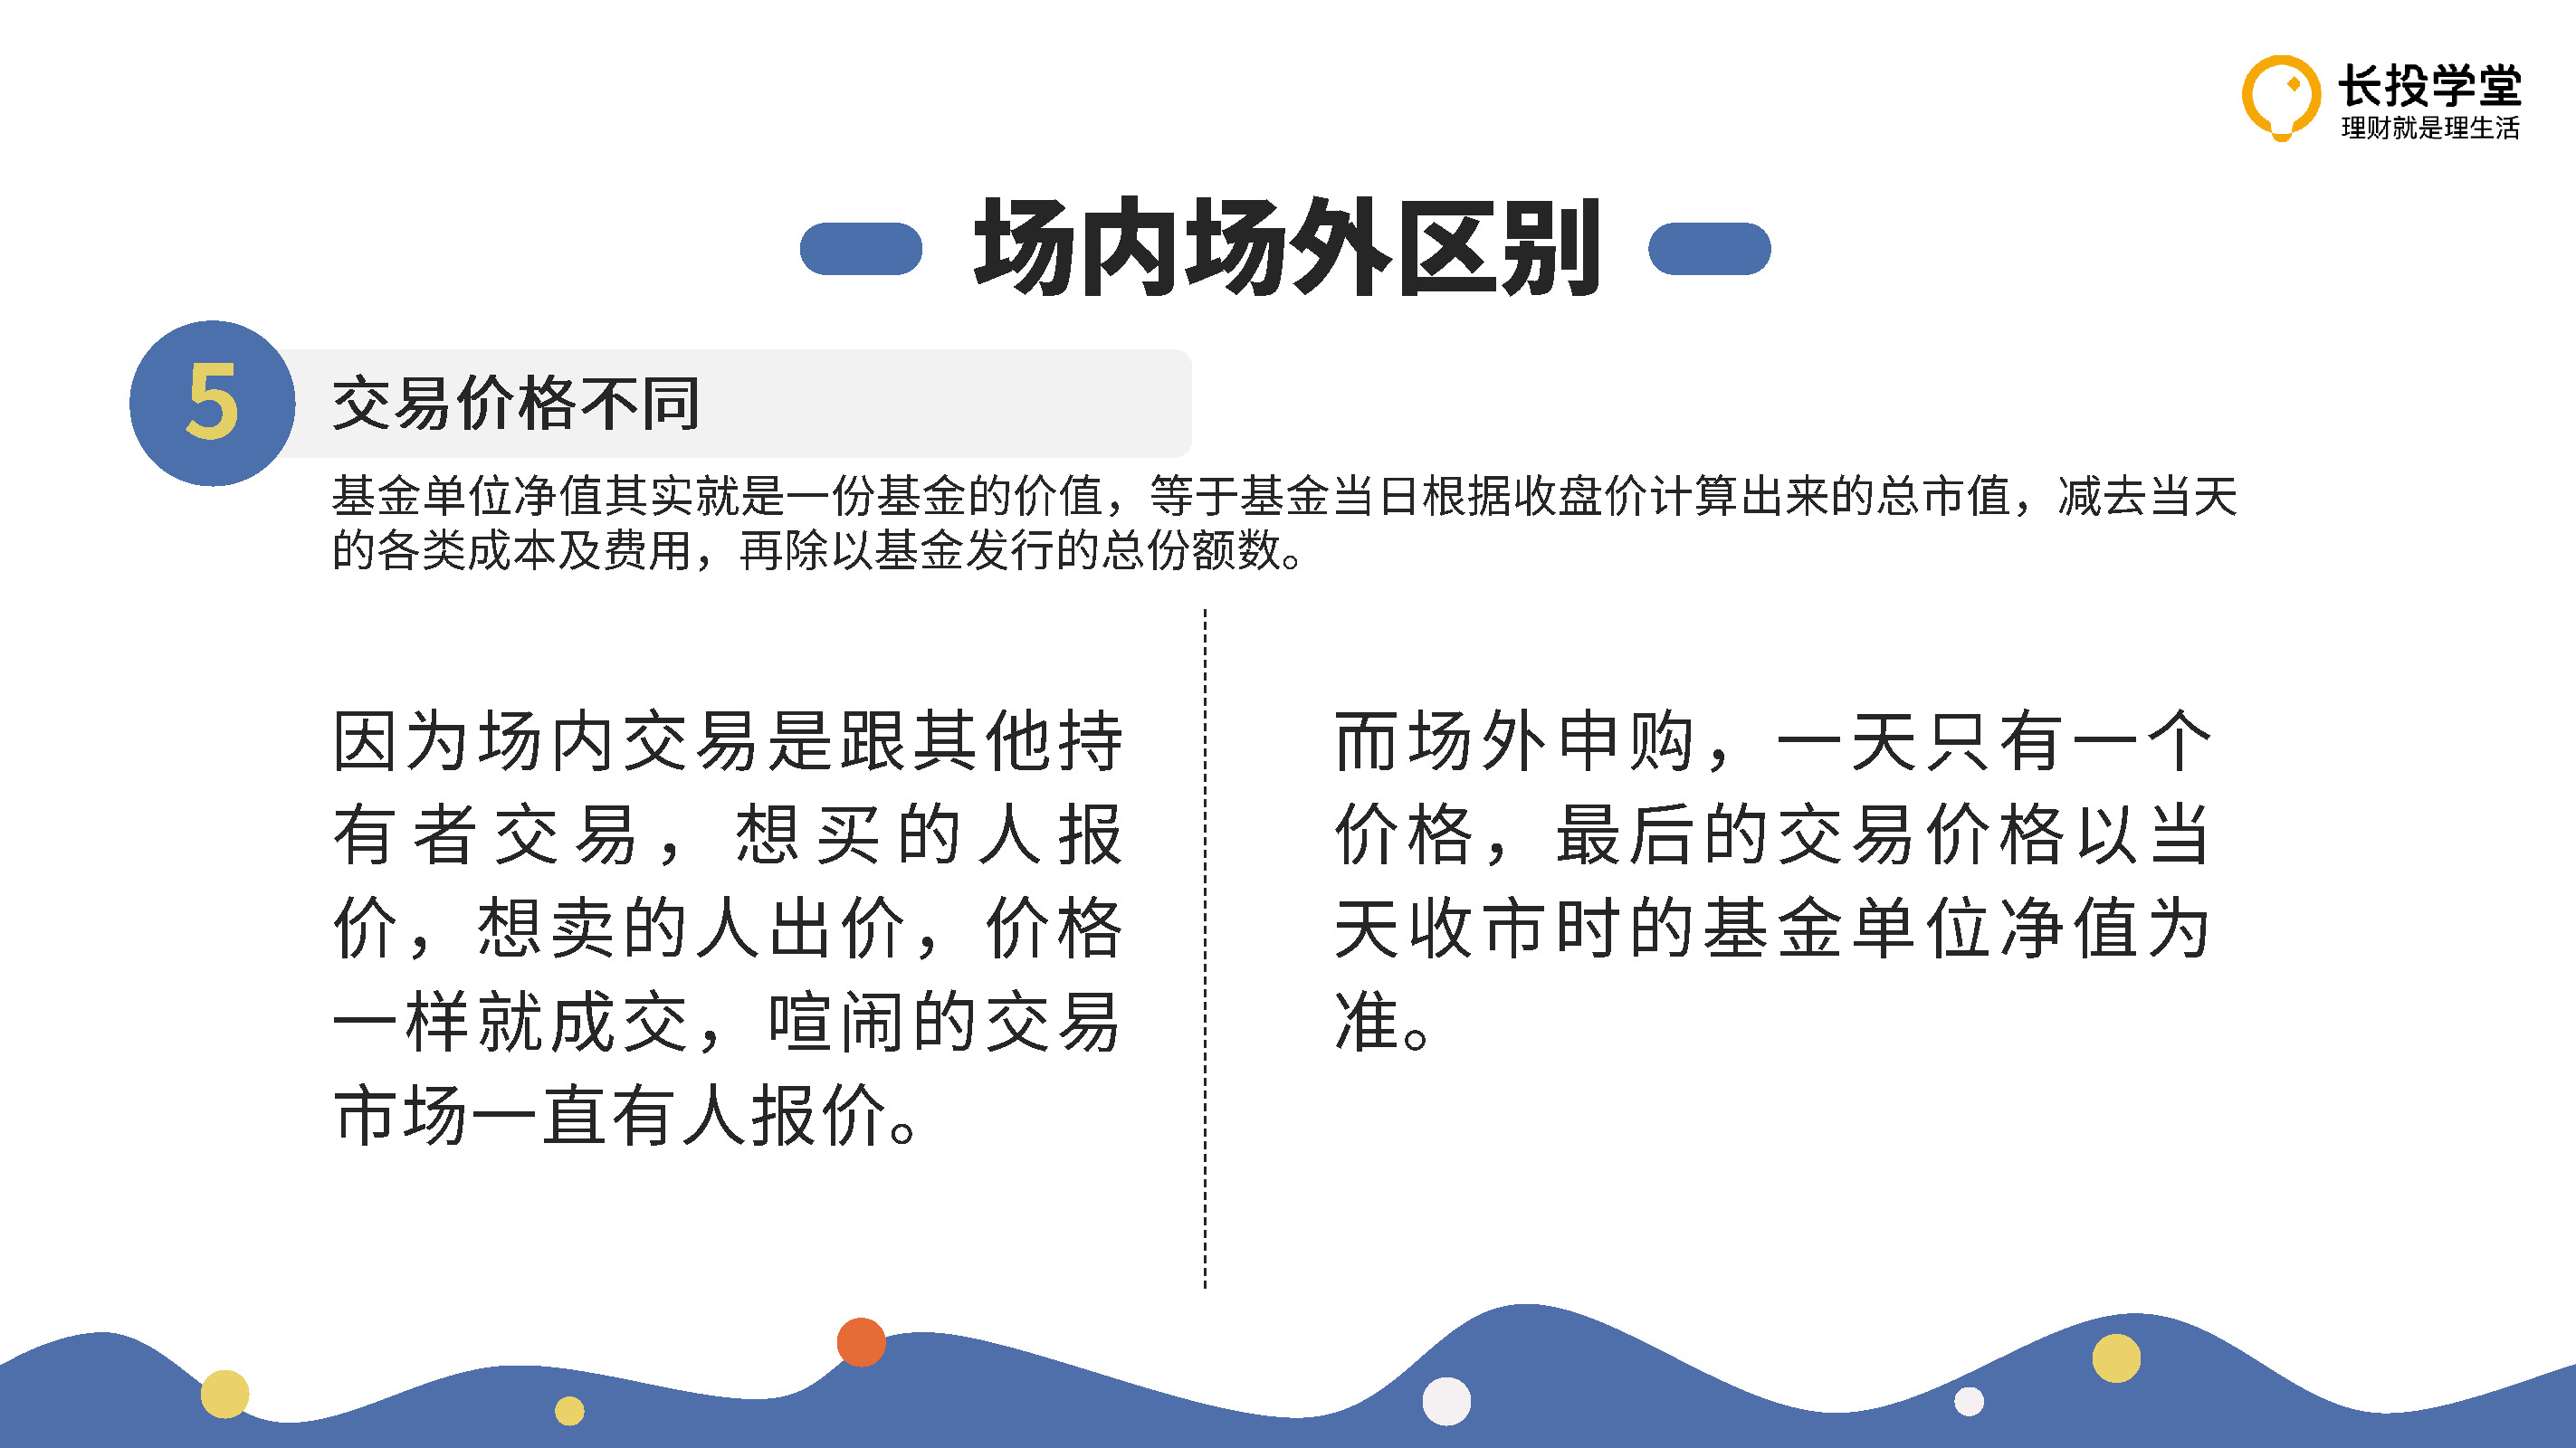 长投学堂
理财就是理生活
场内场外区别
5
交易价格不同
基金单位净值其实就是一份基金的价值，等于基金当日根据收盘价计算出来的总市值，减去当天
的各类成本及费用，再除以基金发行的总份额数。
因为场内交易是跟其他持
有者交易，想买的人报
价，想卖的人出价，价格
一样就成交，喧闹的交易
市场一直有人报价。
而场外申购，一天只有一个
价格，最后的交易价格以当
天收市时的基金单位净值为
准。